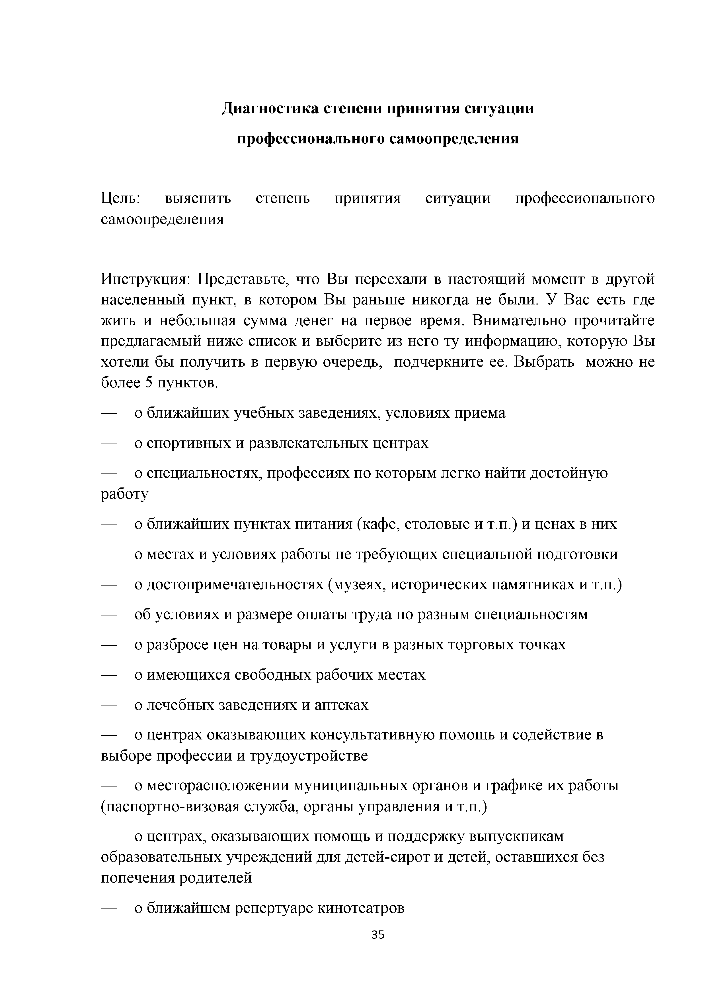 Диагностика степени принятия ситуации
профессионального самоопределения
Цель: выяснить степень принятия ситуации профессионального
самоопределения
Инструкция: Представьте, что Вы переехали в настоящий момент в другой
населенный пункт, в котором Вы раньше никогда не были. У Вас есть где
жить и небольшая сумма денег на первое время. Внимательно прочитайте
предлагаемый ниже список и выберите из него ту информацию, которую Вы
хотели бы получить в первую очередь, подчеркните ее. Выбрать можно не
более 5 пунктов.
— о ближайших учебных заведениях, условиях приема
— о спортивных и развлекательных центрах
— о специальностях, профессиях по которым легко найти достойную
работу
— о ближайших пунктах питания (кафе, столовые и т.п.) и ценах в них
— о местах и условиях работы не требующих специальной подготовки
— о достопримечательностях (музеях, исторических памятниках и т.п.)
— об условиях и размере оплаты труда по разным специальностям
— о разбросе цен на товары и услуги в разных торговых точках
— о имеющихся свободных рабочих местах
— о лечебных заведениях и аптеках
— о центрах оказывающих консультативную помощь и содействие в
выборе профессии и трудоустройстве
— о месторасположении муниципальных органов и графике их работы
(паспортно-визовая служба, органы управления и т.п.)
— о центрах, оказывающих помощь и поддержку выпускникам
образовательных учреждений для детей-сирот и детей, оставшихся без
попечения родителей
— о ближайшем репертуаре кинотеатров
35